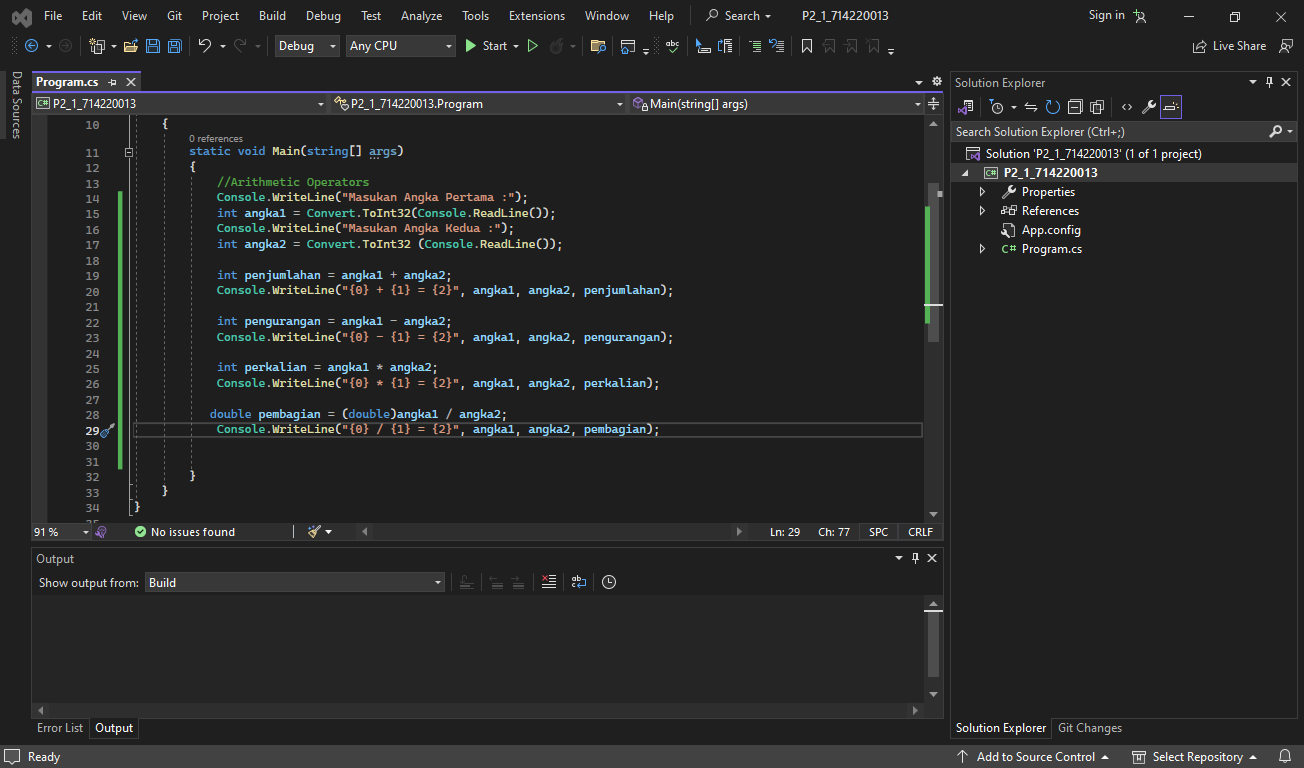 File Edit View Git Project Build Debug Test Analyze Tools Extensions Window Help Search P2_1_714220013 Sign in
Debug Any CPU Start Live Share
Data Sources
Program.cs
P2_1_714220013 P2_1_714220013.Program Main(string[] args)
10 {
0 references
11 static void Main(string[] args)
12 {
13 //Arithmetic Operators
14 Console.WriteLine("Masukan Angka Pertama :");
15 int angka1 = Convert.ToInt32(Console.ReadLine());
16 Console.WriteLine("Masukan Angka Kedua :");
17 int angka2 = Convert.ToInt32 (Console.ReadLine());
18
19 int penjumlahan = angka1 + angka2;
20 Console.WriteLine("{0} + {1} = {2}", angka1, angka2, penjumlahan);
21
22 int pengurangan = angka1 - angka2;
23 Console.WriteLine("{0} - {1} = {2}", angka1, angka2, pengurangan);
24
25 int perkalian = angka1 * angka2;
26 Console.WriteLine("{0} * {1} = {2}", angka1, angka2, perkalian);
27
28 double pembagian = (double)angka1 / angka2;
29 Console.WriteLine("{0} / {1} = {2}", angka1, angka2, pembagian);
30
31
32 }
33 }
34 }
91 % No issues found Ln: 29 Ch: 77 SPC CRLF
Output
Show output from: Build
Error List Output
Solution Explorer
Search Solution Explorer (Ctrl+;)
Solution 'P2_1_714220013' (1 of 1 project)
C# P2_1_714220013
Properties
References
App.config
C# Program.cs
Solution Explorer Git Changes
Ready Add to Source Control Select Repository